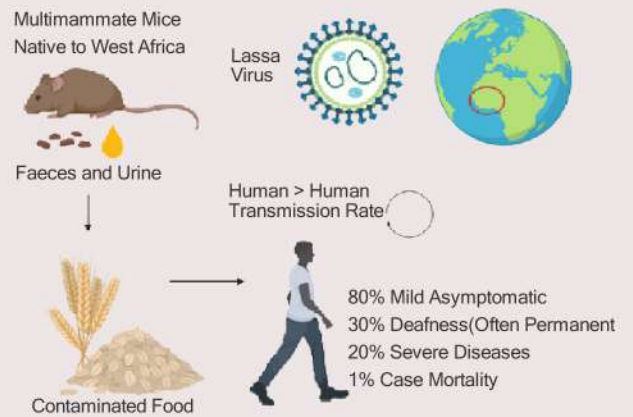 Multimammate Mice
Native to West Africa
Lassa
Virus
Faeces and Urine
Human > Human
Transmission Rate
80% Mild Asymptomatic
30% Deafness(Often Permanent
20% Severe Diseases
1% Case Mortality
Contaminated Food